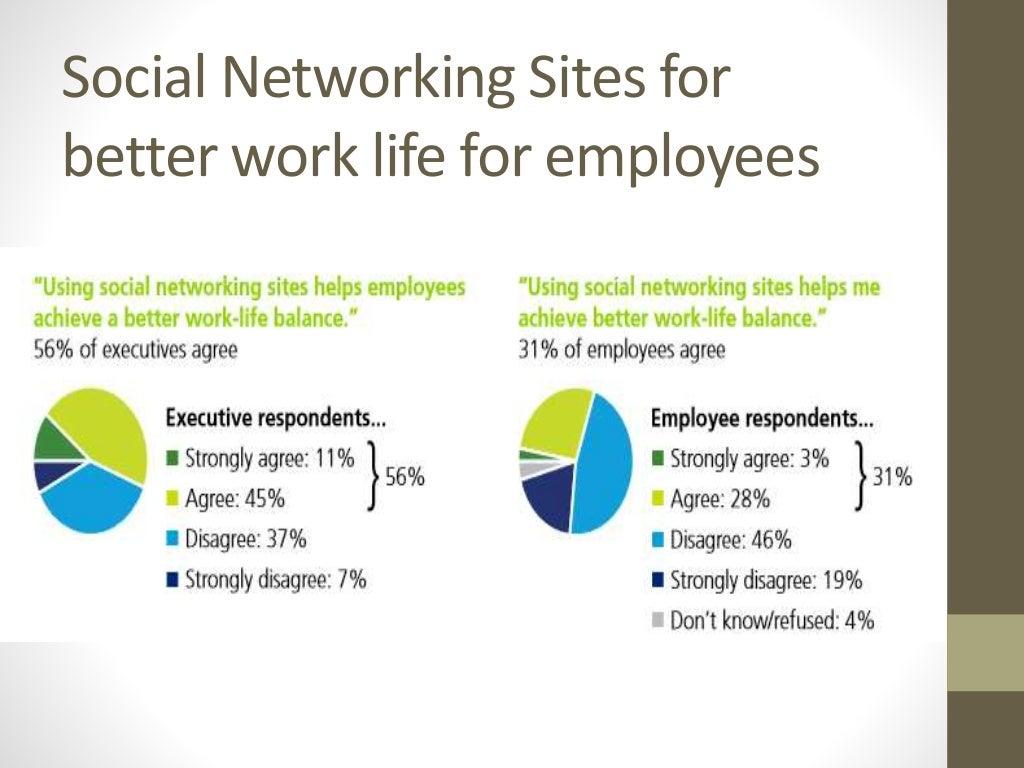 Social Networking Sites for
better work life for employees
“Using social networking sites helps employees
achieve a better work-life balance.”
56% of executives agree
Executive respondents...
Strongly agree: 11%
Agree: 45%
56%
Disagree: 37%
Strongly disagree: 7%
“Using social networking sites helps me
achieve better work-life balance.”
31% of employees agree
Employee respondents...
Strongly agree: 3%
Agree: 28%
31%
Disagree: 46%
Strongly disagree: 19%
Don’t know/refused: 4%